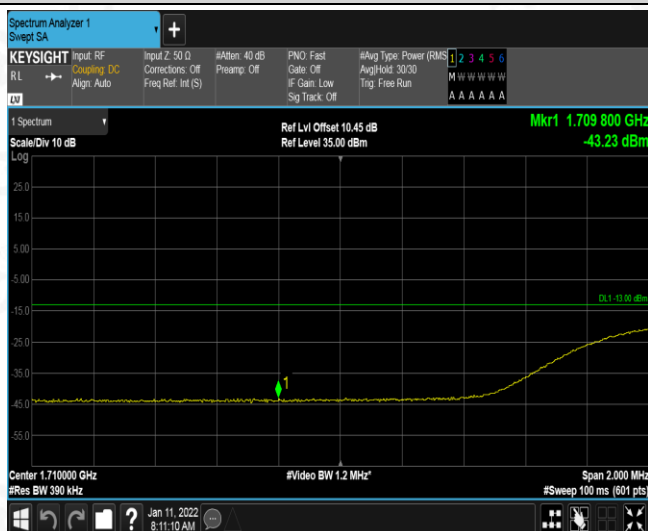 Spectrum Analyzer 1
Swept SA
KEYSIGHT Input: RF Input Z: 50 Ω #Atten: 40 dB PNO: Fast #Avg Type: Power (RMS 1 2 3 4 5 6
RL Coupling: DC Corrections: Off Preamp: Off Gate: Off Avg|Hold: 30/30 M W W W W W
Align: Auto Freq Ref: Int (S) IF Gain: Low Trig: Free Run
Sig Track: Off A A A A A A
LXI
1 Spectrum Ref Lvl Offset 10.45 dB Mkr1 1.709 800 GHz
Scale/Div 10 dB Ref Level 35.00 dBm -43.23 dBm
Log
25.0
15.0
5.00
-5.00
DL1 -13.00 dBm
-15.0
-25.0
-35.0
1
-45.0
-55.0
Center 1.710000 GHz #Video BW 1.2 MHz* Span 2.000 MHz
#Res BW 390 kHz #Sweep 100 ms (601 pts)
? Jan 11, 2022
8:11:10 AM